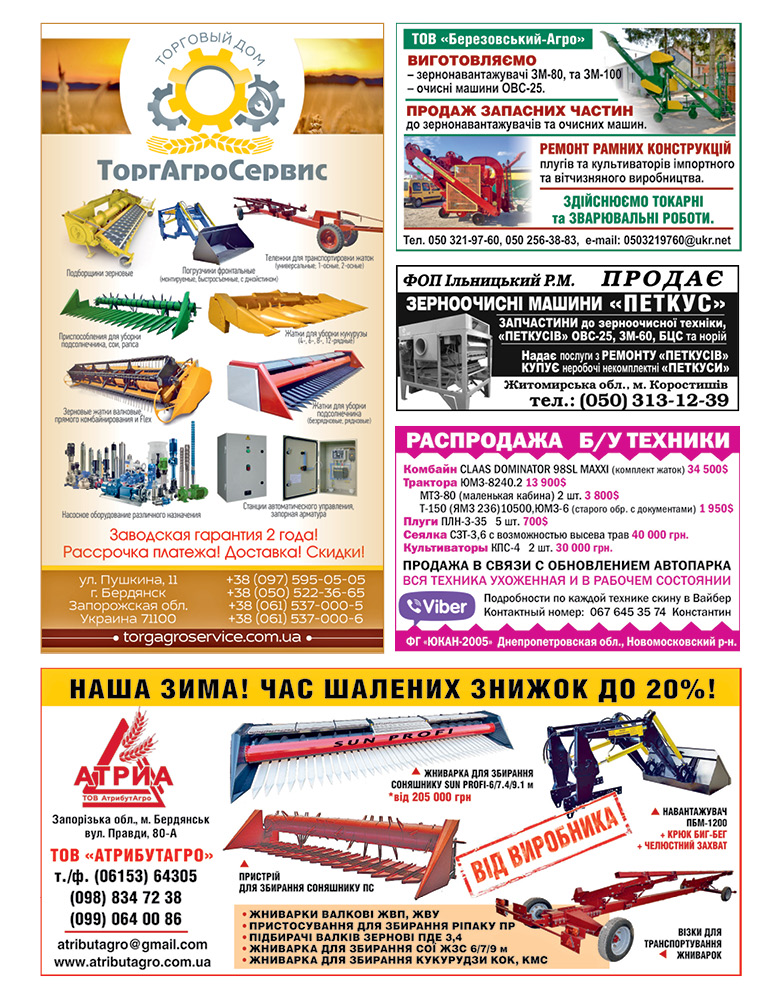 ТОРГОВЫЙ ДОМ
ТоргАгроСервис
Подборщики зерновые
Погрузчики фронтальные
(монтируемые, быстросъемные, с джойстиком)
Тележки для транспортировки жаток
(универсальные, 1-осные, 2-осные)
Приспособления для уборки
подсолнечника, сои, рапса
Жатки для уборки кукурузы
(4-, 6-, 8-, 12-рядные)
Зерновые жатки валковые,
прямого комбайнирования и Flex
Жатки для уборки
подсолнечника
(безрядковые, рядковые)
Насосное оборудование различного назначения
Станции автоматического управления,
запорная арматура
Заводская гарантия 2 года!
Рассрочка платежа! Доставка! Скидки!
ул. Пушкина, 11
г. Бердянск
Запорожская обл.
Украина 71100
+38 (097) 595-05-05
+38 (050) 522-36-65
+38 (061) 537-000-5
+38 (061) 537-000-6
• torgagroservice.com.ua •
ТОВ «Березовський-Агро»
ВИГОТОВЛЯЄМО
– зернонавантажувачі ЗМ-80, та ЗМ-100
– очисні машини ОВС-25.
ПРОДАЖ ЗАПАСНИХ ЧАСТИН
до зернонавантажувачів та очисних машин.
РЕМОНТ РАМНИХ КОНСТРУКЦІЙ
плугів та культиваторів імпортного
та вітчизняного виробництва.
ЗДІЙСНЮЄМО ТОКАРНІ
та ЗВАРЮВАЛЬНІ РОБОТИ.
Тел. 050 321-97-60, 050 256-38-83, e-mail: 0503219760@ukr.net
ФОП Ільницький Р.М. ПРОДАЄ
ЗЕРНООЧИСНІ МАШИНИ «ПЕТКУС»
ЗАПЧАСТИНИ до зерноочисної техніки,
«ПЕТКУСІВ» ОВС-25, ЗМ-60, БЦС та норій
Надає послуги з РЕМОНТУ «ПЕТКУСІВ»
КУПУЄ неробочі некомплектні «ПЕТКУСИ»
Житомирська обл., м. Коростишів
тел.: (050) 313-12-39
РАСПРОДАЖА Б/У ТЕХНИКИ
Комбайн CLAAS DOMINATOR 98SL MAXXI (комплект жаток) 34 500$
Трактора ЮМЗ-8240.2 13 900$
МТЗ-80 (маленькая кабина) 2 шт. 3 800$
Т-150 (ЯМЗ 236)10500,ЮМЗ-6 (старого обр. с документами) 1 950$
Плуги ПЛН-3-35 5 шт. 700$
Сеялка СЗТ-3,6 с возможностью высева трав 40 000 грн.
Культиваторы КПС-4 2 шт. 30 000 грн.
ПРОДАЖА В СВЯЗИ С ОБНОВЛЕНИЕМ АВТОПАРКА
ВСЯ ТЕХНИКА УХОЖЕННАЯ И В РАБОЧЕМ СОСТОЯНИИ
Viber
Подробности по каждой технике скину в Вайбер
Контактный номер: 067 645 35 74 Константин
ФГ «ЮКАН-2005» Днепропетровская обл., Новомосковский р-н.
НАША ЗИМА! ЧАС ШАЛЕНИХ ЗНИЖОК ДО 20%!
АТРИА
ТОВ АтрибутАгро
Запорізька обл., м. Бердянськ
вул. Правди, 80-А
ТОВ «АТРИБУТАГРО»
т./ф. (06153) 64305
(098) 834 72 38
(099) 064 00 86
atributagro@gmail.com
www.atributagro.com.ua
SUN PROFI
ЖНИВАРКА ДЛЯ ЗБИРАННЯ
СОНЯШНИКУ SUN PROFI-6/7.4/9.1 м
*від 205 000 грн
НАВАНТАЖУВАЧ
ПБМ-1200
+ КРЮК БИГ-БЕГ
+ ЧЕЛЮСТНИЙ ЗАХВАТ
ВІД ВИРОБНИКА
ПРИСТРІЙ
ДЛЯ ЗБИРАННЯ СОНЯШНИКУ ПС
• ЖНИВАРКИ ВАЛКОВІ ЖВП, ЖВУ
• ПРИСТОСУВАННЯ ДЛЯ ЗБИРАННЯ РІПАКУ ПР
• ПІДБИРАЧІ ВАЛКІВ ЗЕРНОВІ ПДЕ 3,4
• ЖНИВАРКА ДЛЯ ЗБИРАННЯ СОЇ ЖЗС 6/7/9 м
• ЖНИВАРКА ДЛЯ ЗБИРАННЯ КУКУРУДЗИ КОК, КМС
ВІЗКИ ДЛЯ
ТРАНСПОРТУВАННЯ
ЖНИВАРОК